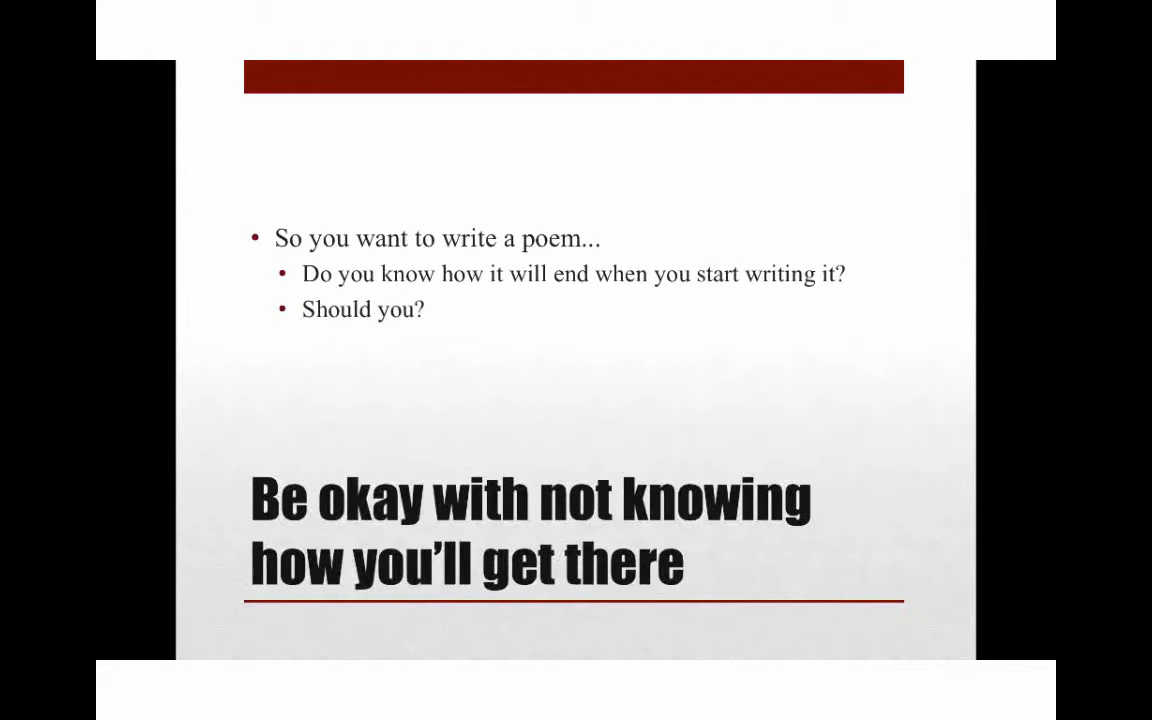 • So you want to write a poem...
• Do you know how it will end when you start writing it?
• Should you?
Be okay with not knowing
how you’ll get there